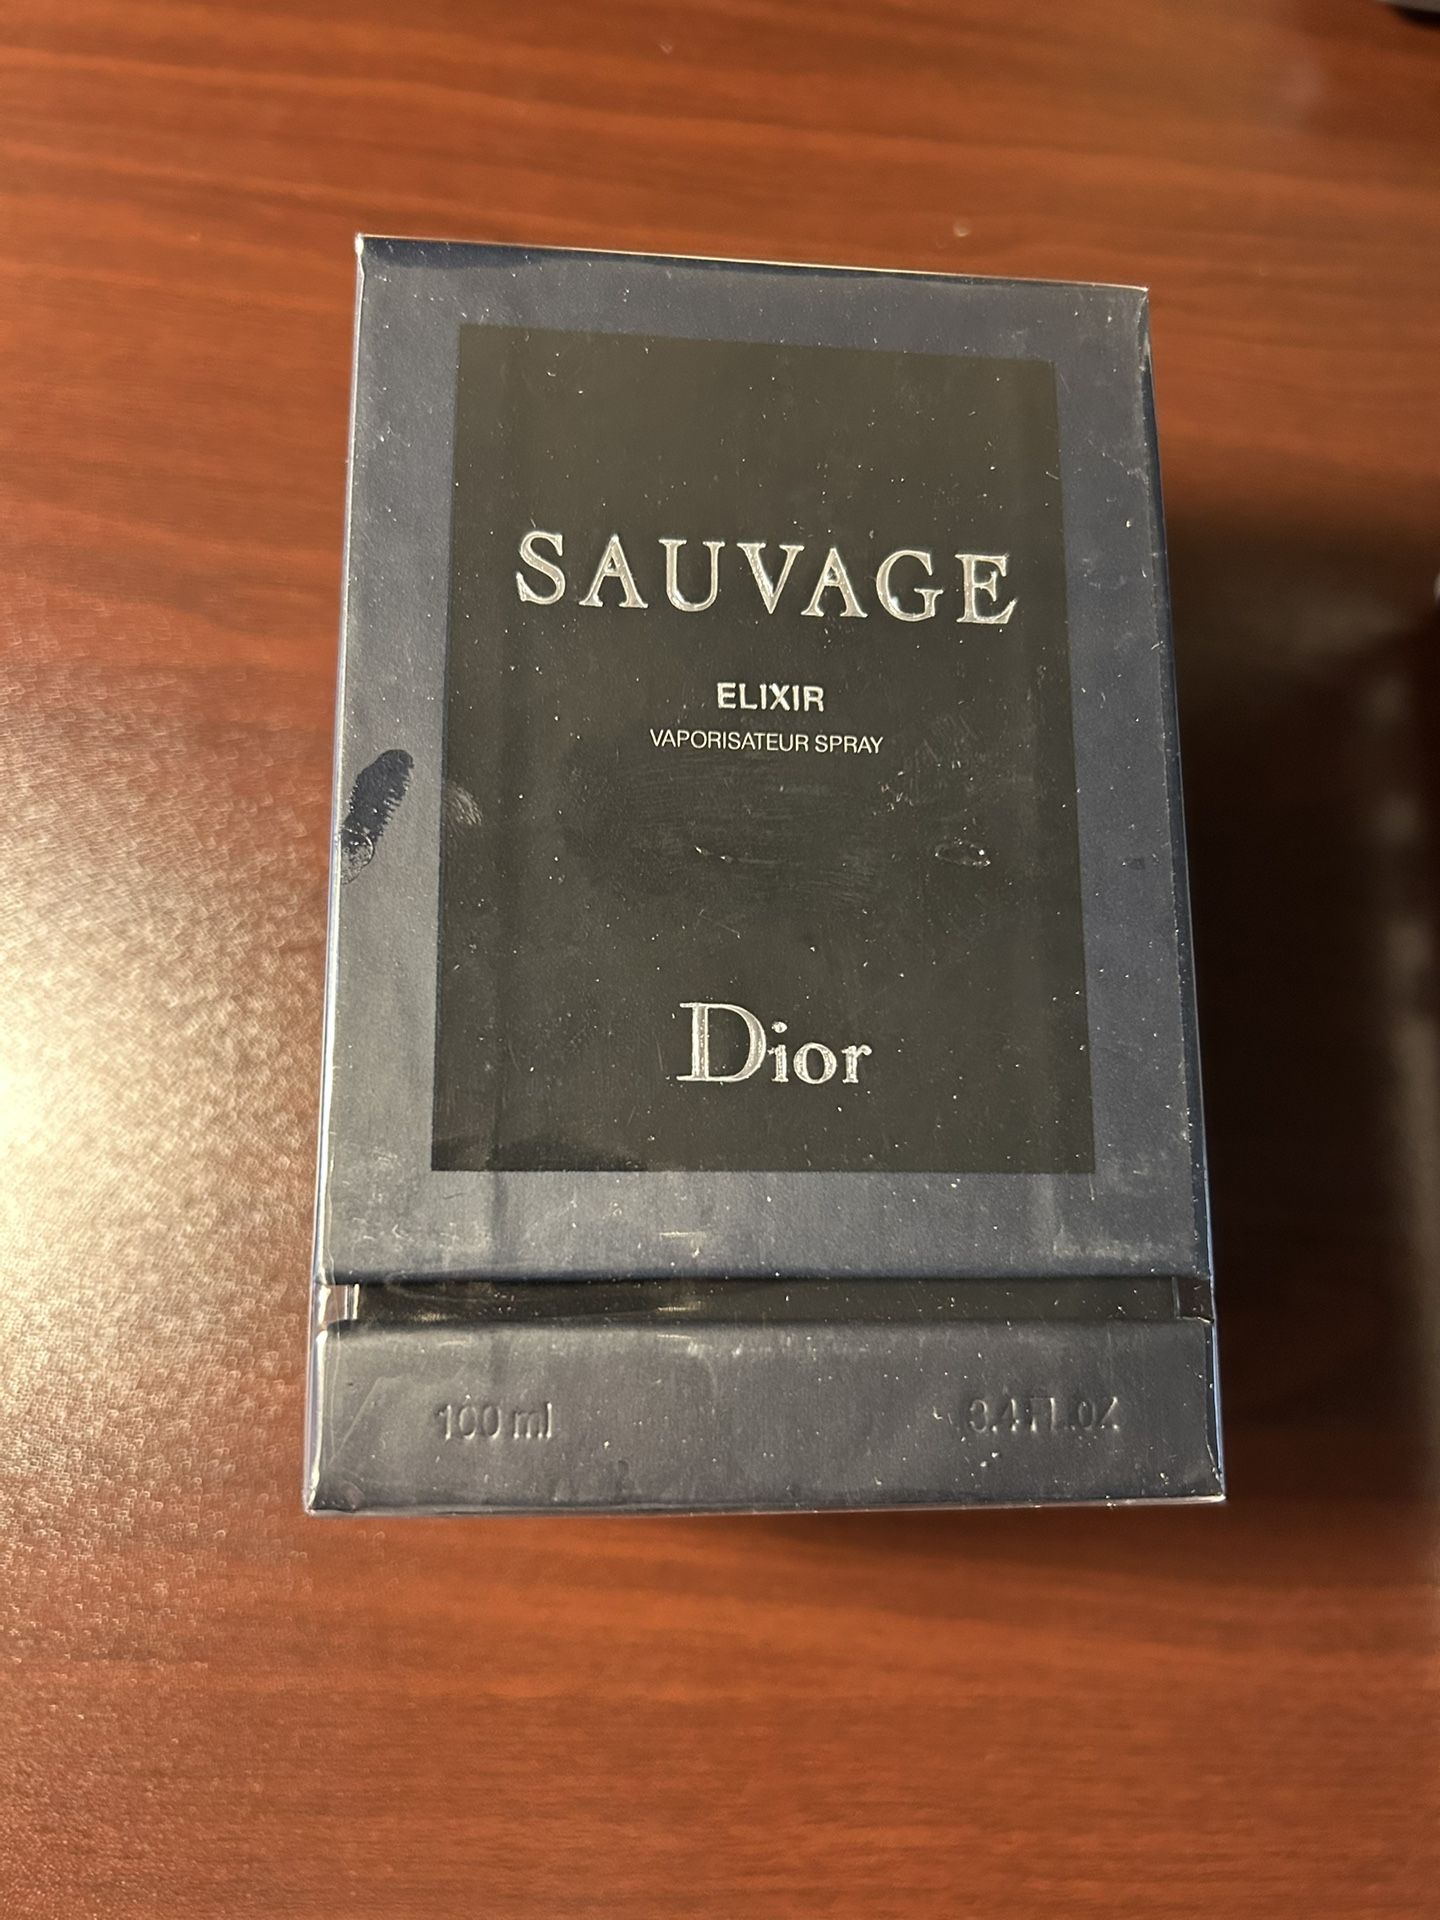 SAUVAGE
ELIXIR
VAPORISATEUR SPRAY
Dior
100 ml 3.4 FL.OZ